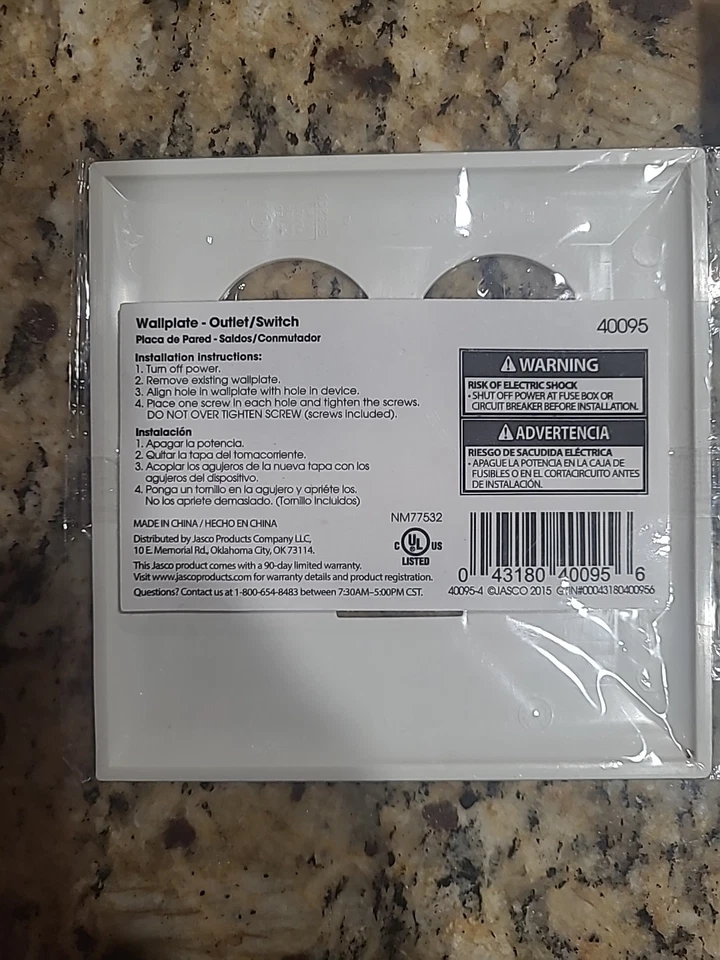 Wallplate - Outlet/Switch
40095
Placa de Pared - Saldos/Conmutador
Installation Instructions:
1. Turn off power.
2. Remove existing wallplate.
3. Align hole in wallplate with hole in device.
4. Place one screw in each hole and tighten the screws.
DO NOT OVER TIGHTEN SCREW (screws included).
Instalación
1. Apagar la potencia.
2. Quitar la tapa del tomacorriente.
3. Acoplar los agujeros de la nueva tapa con los
agujeros del dispositivo.
4. Ponga un tornillo en la agujero y apriéte los.
No los apriete demasiado. (Tornillo Incluidos)
WARNING
RISK OF ELECTRIC SHOCK
• SHUT OFF POWER AT FUSE BOX OR
CIRCUIT BREAKER BEFORE INSTALLATION.
ADVERTENCIA
RIESGO DE SACUDIDA ELÉCTRICA
• APAGUE LA POTENCIA EN LA CAJA DE
FUSIBLES O EN EL CORTACIRCUITO ANTES
DE INSTALACIÓN.
MADE IN CHINA / HECHO EN CHINA
Distributed by Jasco Products Company LLC,
10 E. Memorial Rd., Oklahoma City, OK 73114.
This Jasco product comes with a 90-day limited warranty.
Visit www.jascoproducts.com for warranty details and product registration.
Questions? Contact us at 1-800-654-8483 between 7:30AM-5:00PM CST.
NM77532
C UL US
LISTED
0 43180 40095 6
40095-4 ©JASCO 2015 GTIN#00043180400956